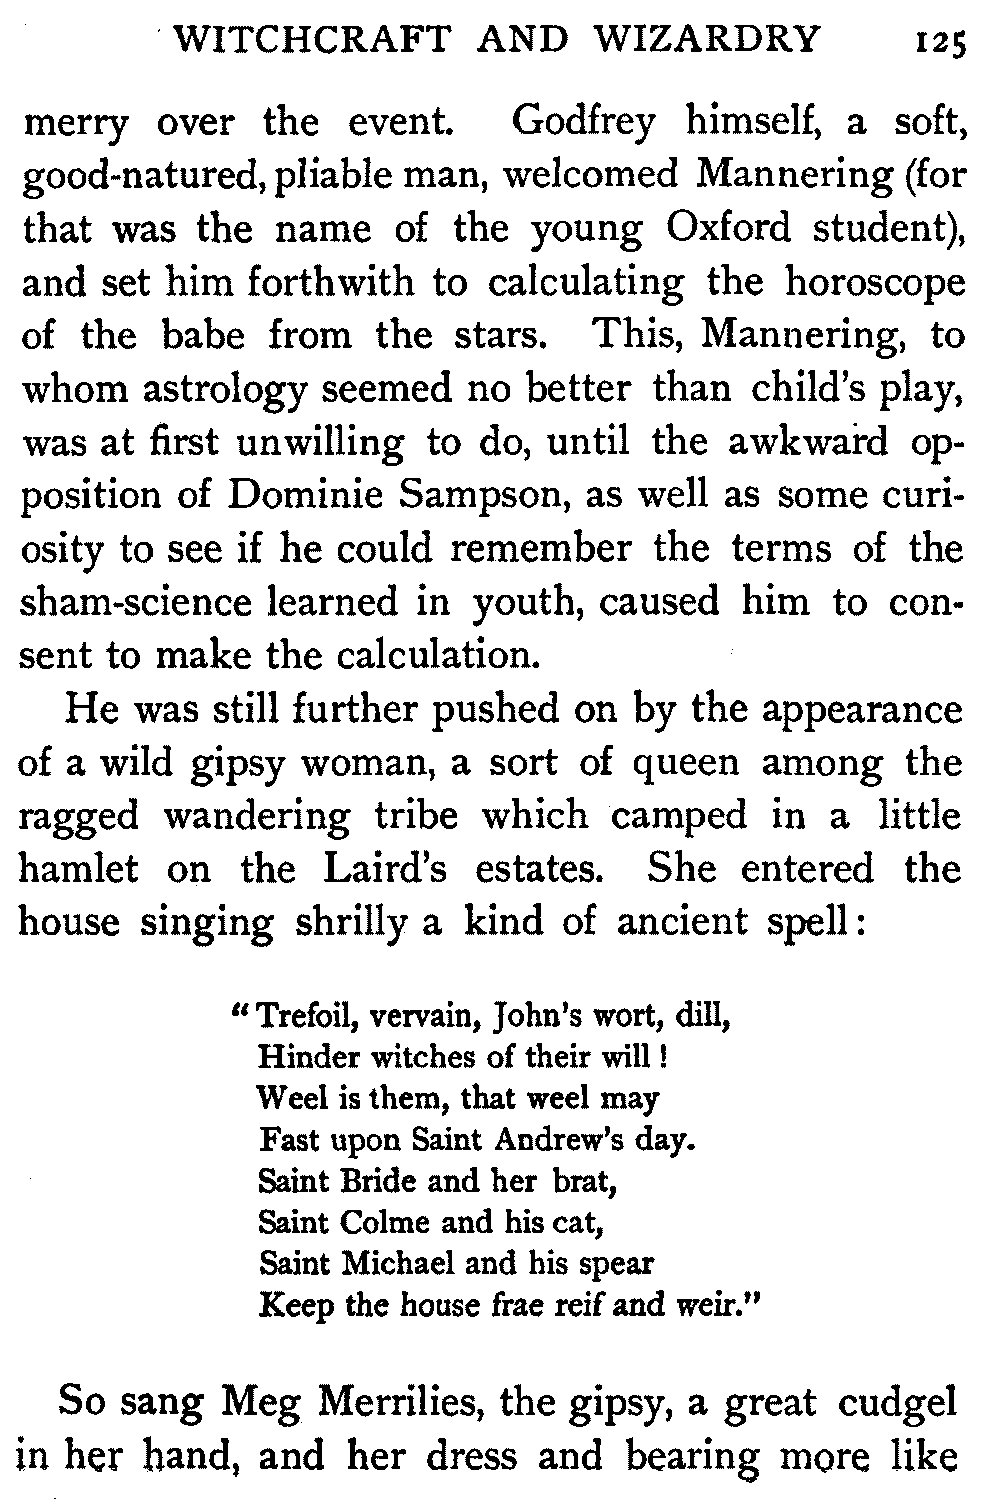 WITCHCRAFT AND WIZARDRY 125
merry over the event. Godfrey himself, a soft,
good-natured, pliable man, welcomed Mannering (for
that was the name of the young Oxford student),
and set him forthwith to calculating the horoscope
of the babe from the stars. This, Mannering, to
whom astrology seemed no better than child's play,
was at first unwilling to do, until the awkward op-
position of Dominie Sampson, as well as some curi-
osity to see if he could remember the terms of the
sham-science learned in youth, caused him to con-
sent to make the calculation.
He was still further pushed on by the appearance
of a wild gipsy woman, a sort of queen among the
ragged wandering tribe which camped in a little
hamlet on the Laird's estates. She entered the
house singing shrilly a kind of ancient spell:
"Trefoil, vervain, John's wort, dill,
Hinder witches of their will!
Weel is them, that weel may
Fast upon Saint Andrew's day.
Saint Bride and her brat,
Saint Colme and his cat,
Saint Michael and his spear
Keep the house frae reif and weir."
So sang Meg Merrilies, the gipsy, a great cudgel
in her hand, and her dress and bearing more like